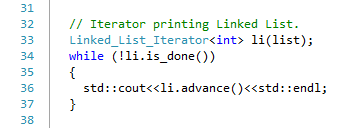 31
32 // Iterator printing Linked List.
33 Linked_List_Iterator<int> li(list);
34 while (!li.is_done())
35 {
36 std::cout<<li.advance()<<std::endl;
37 }
38